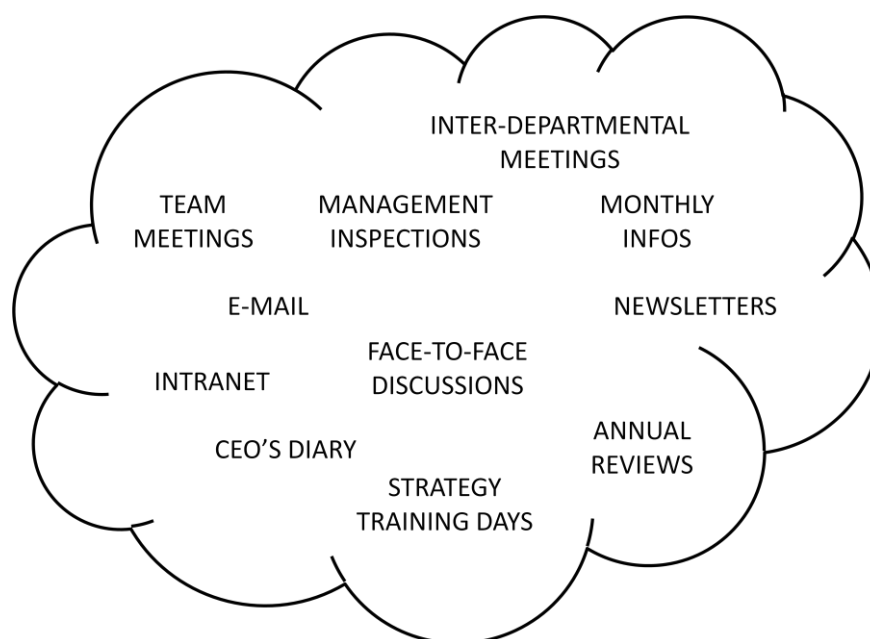 INTER-DEPARTMENTAL
MEETINGS
TEAM
MEETINGS
MANAGEMENT
INSPECTIONS
MONTHLY
INFOS
E-MAIL
NEWSLETTERS
FACE-TO-FACE
DISCUSSIONS
INTRANET
CEO’S DIARY
ANNUAL
REVIEWS
STRATEGY
TRAINING DAYS